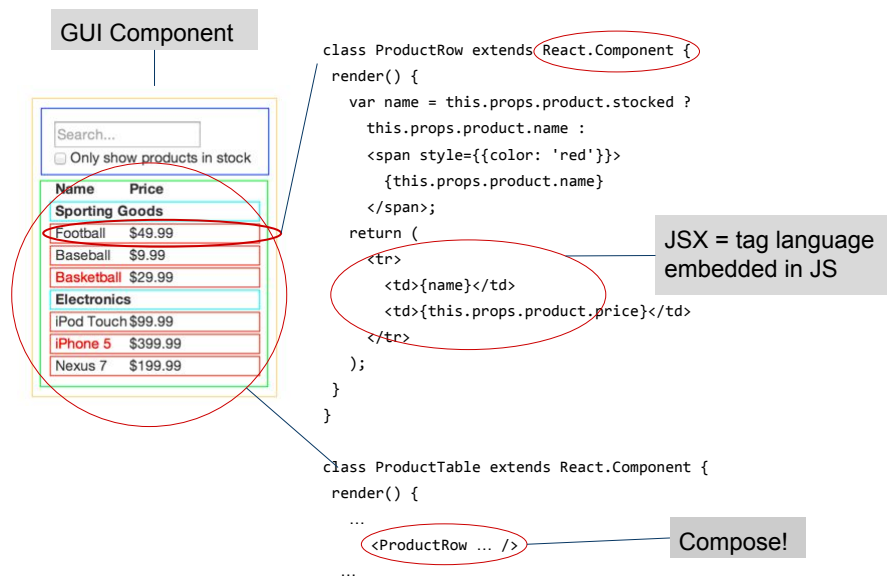 GUI Component
Search...
Only show products in stock
Name Price
Sporting Goods
Football $49.99
Baseball $9.99
Basketball $29.99
Electronics
iPod Touch $99.99
iPhone 5 $399.99
Nexus 7 $199.99
class ProductRow extends React.Component {
render() {
var name = this.props.product.stocked ?
this.props.product.name :
<span style={{color: 'red'}}>
{this.props.product.name}
</span>;
return (
<tr>
<td>{name}</td>
<td>{this.props.product.price}</td>
</tr>
);
}
}
JSX = tag language
embedded in JS
class ProductTable extends React.Component {
render() {
…
<ProductRow … />
…
Compose!